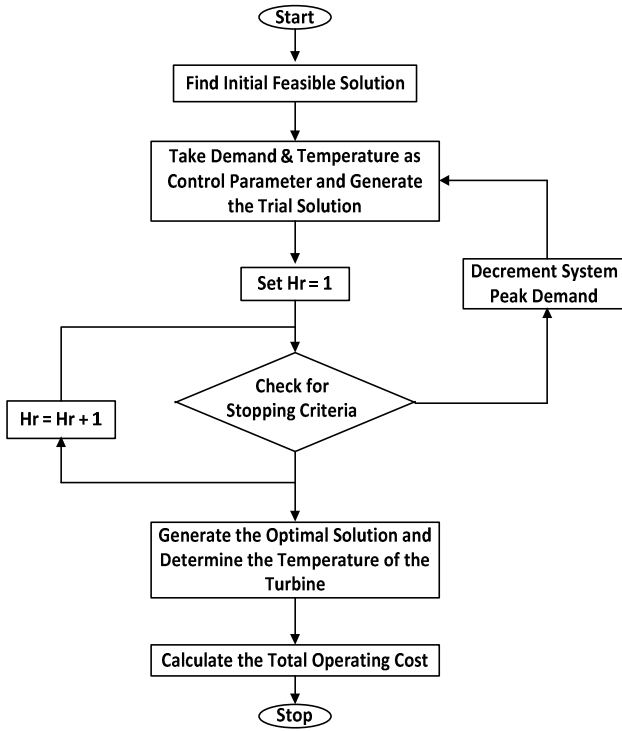 Start
Find Initial Feasible Solution
Take Demand & Temperature as
Control Parameter and Generate
the Trial Solution
Set Hr = 1
Decrement System
Peak Demand
Check for
Stopping Criteria
Hr = Hr + 1
Generate the Optimal Solution and
Determine the Temperature of the
Turbine
Calculate the Total Operating Cost
Stop